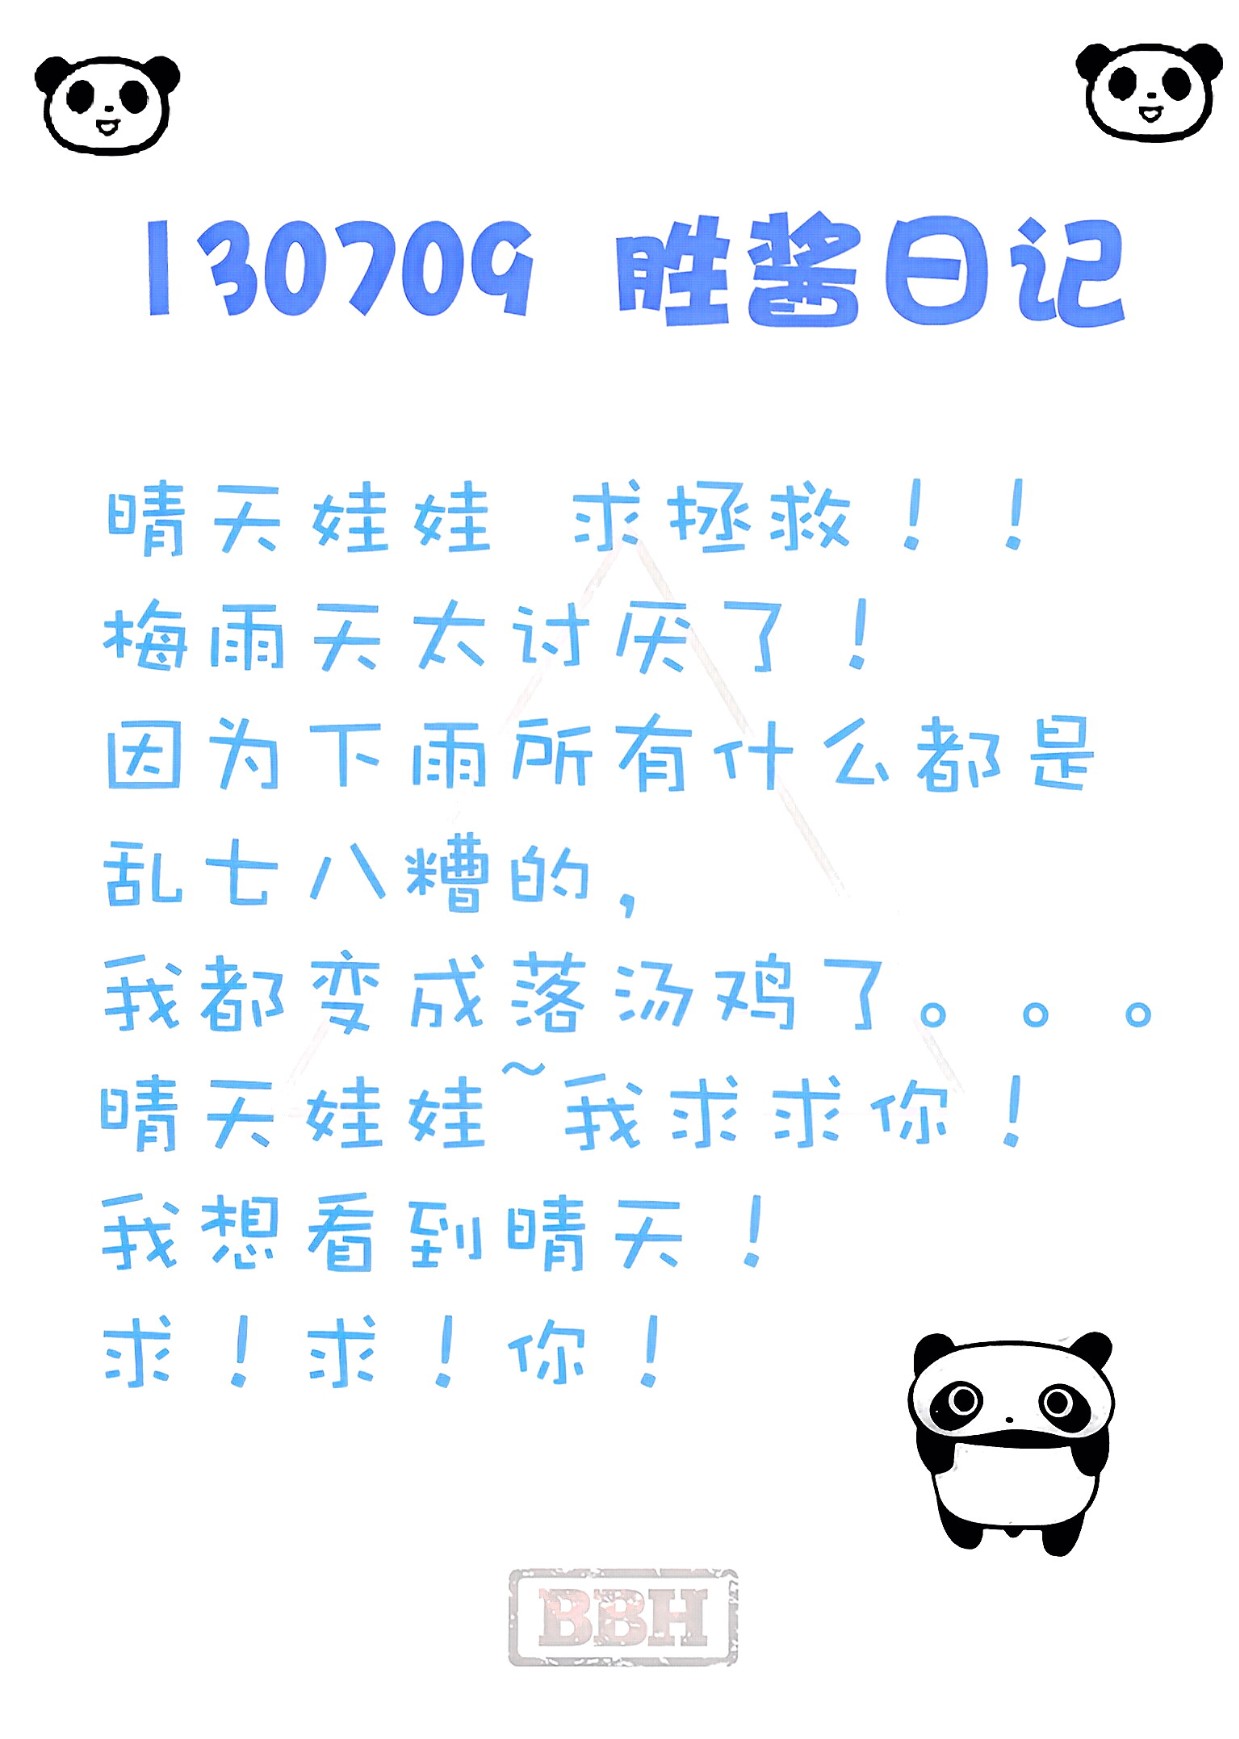 130709 胜酱日记
晴天娃娃 求拯救！！
梅雨天太讨厌了！
因为下雨所有什么都是
乱七八糟的，
我都变成落汤鸡了。。。
晴天娃娃~我求求你！
我想看到晴天！
求！求！你！
BBH